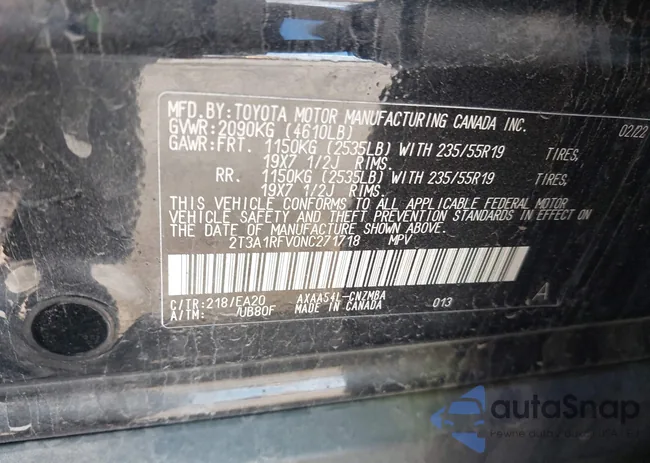 MFD.BY:TOYOTA MOTOR MANUFACTURING CANADA INC.
GVWR:2090KG (4610LB) 02/22
GAWR:FRT. 1150KG (2535LB) WITH 235/55R19 TIRES,
19X7 1/2J RIMS.
RR. 1150KG (2535LB) WITH 235/55R19 TIRES,
19X7 1/2J RIMS.
THIS VEHICLE CONFORMS TO ALL APPLICABLE FEDERAL MOTOR
VEHICLE SAFETY AND THEFT PREVENTION STANDARDS IN EFFECT ON
THE DATE OF MANUFACTURE SHOWN ABOVE.
2T3A1RFV0NC271718 MPV
C/TR:218/EA20 AXAA54L-CNZMBA A
A/TM: /UB80F MADE IN CANADA 013
autoSnap
Pewne auta z USA